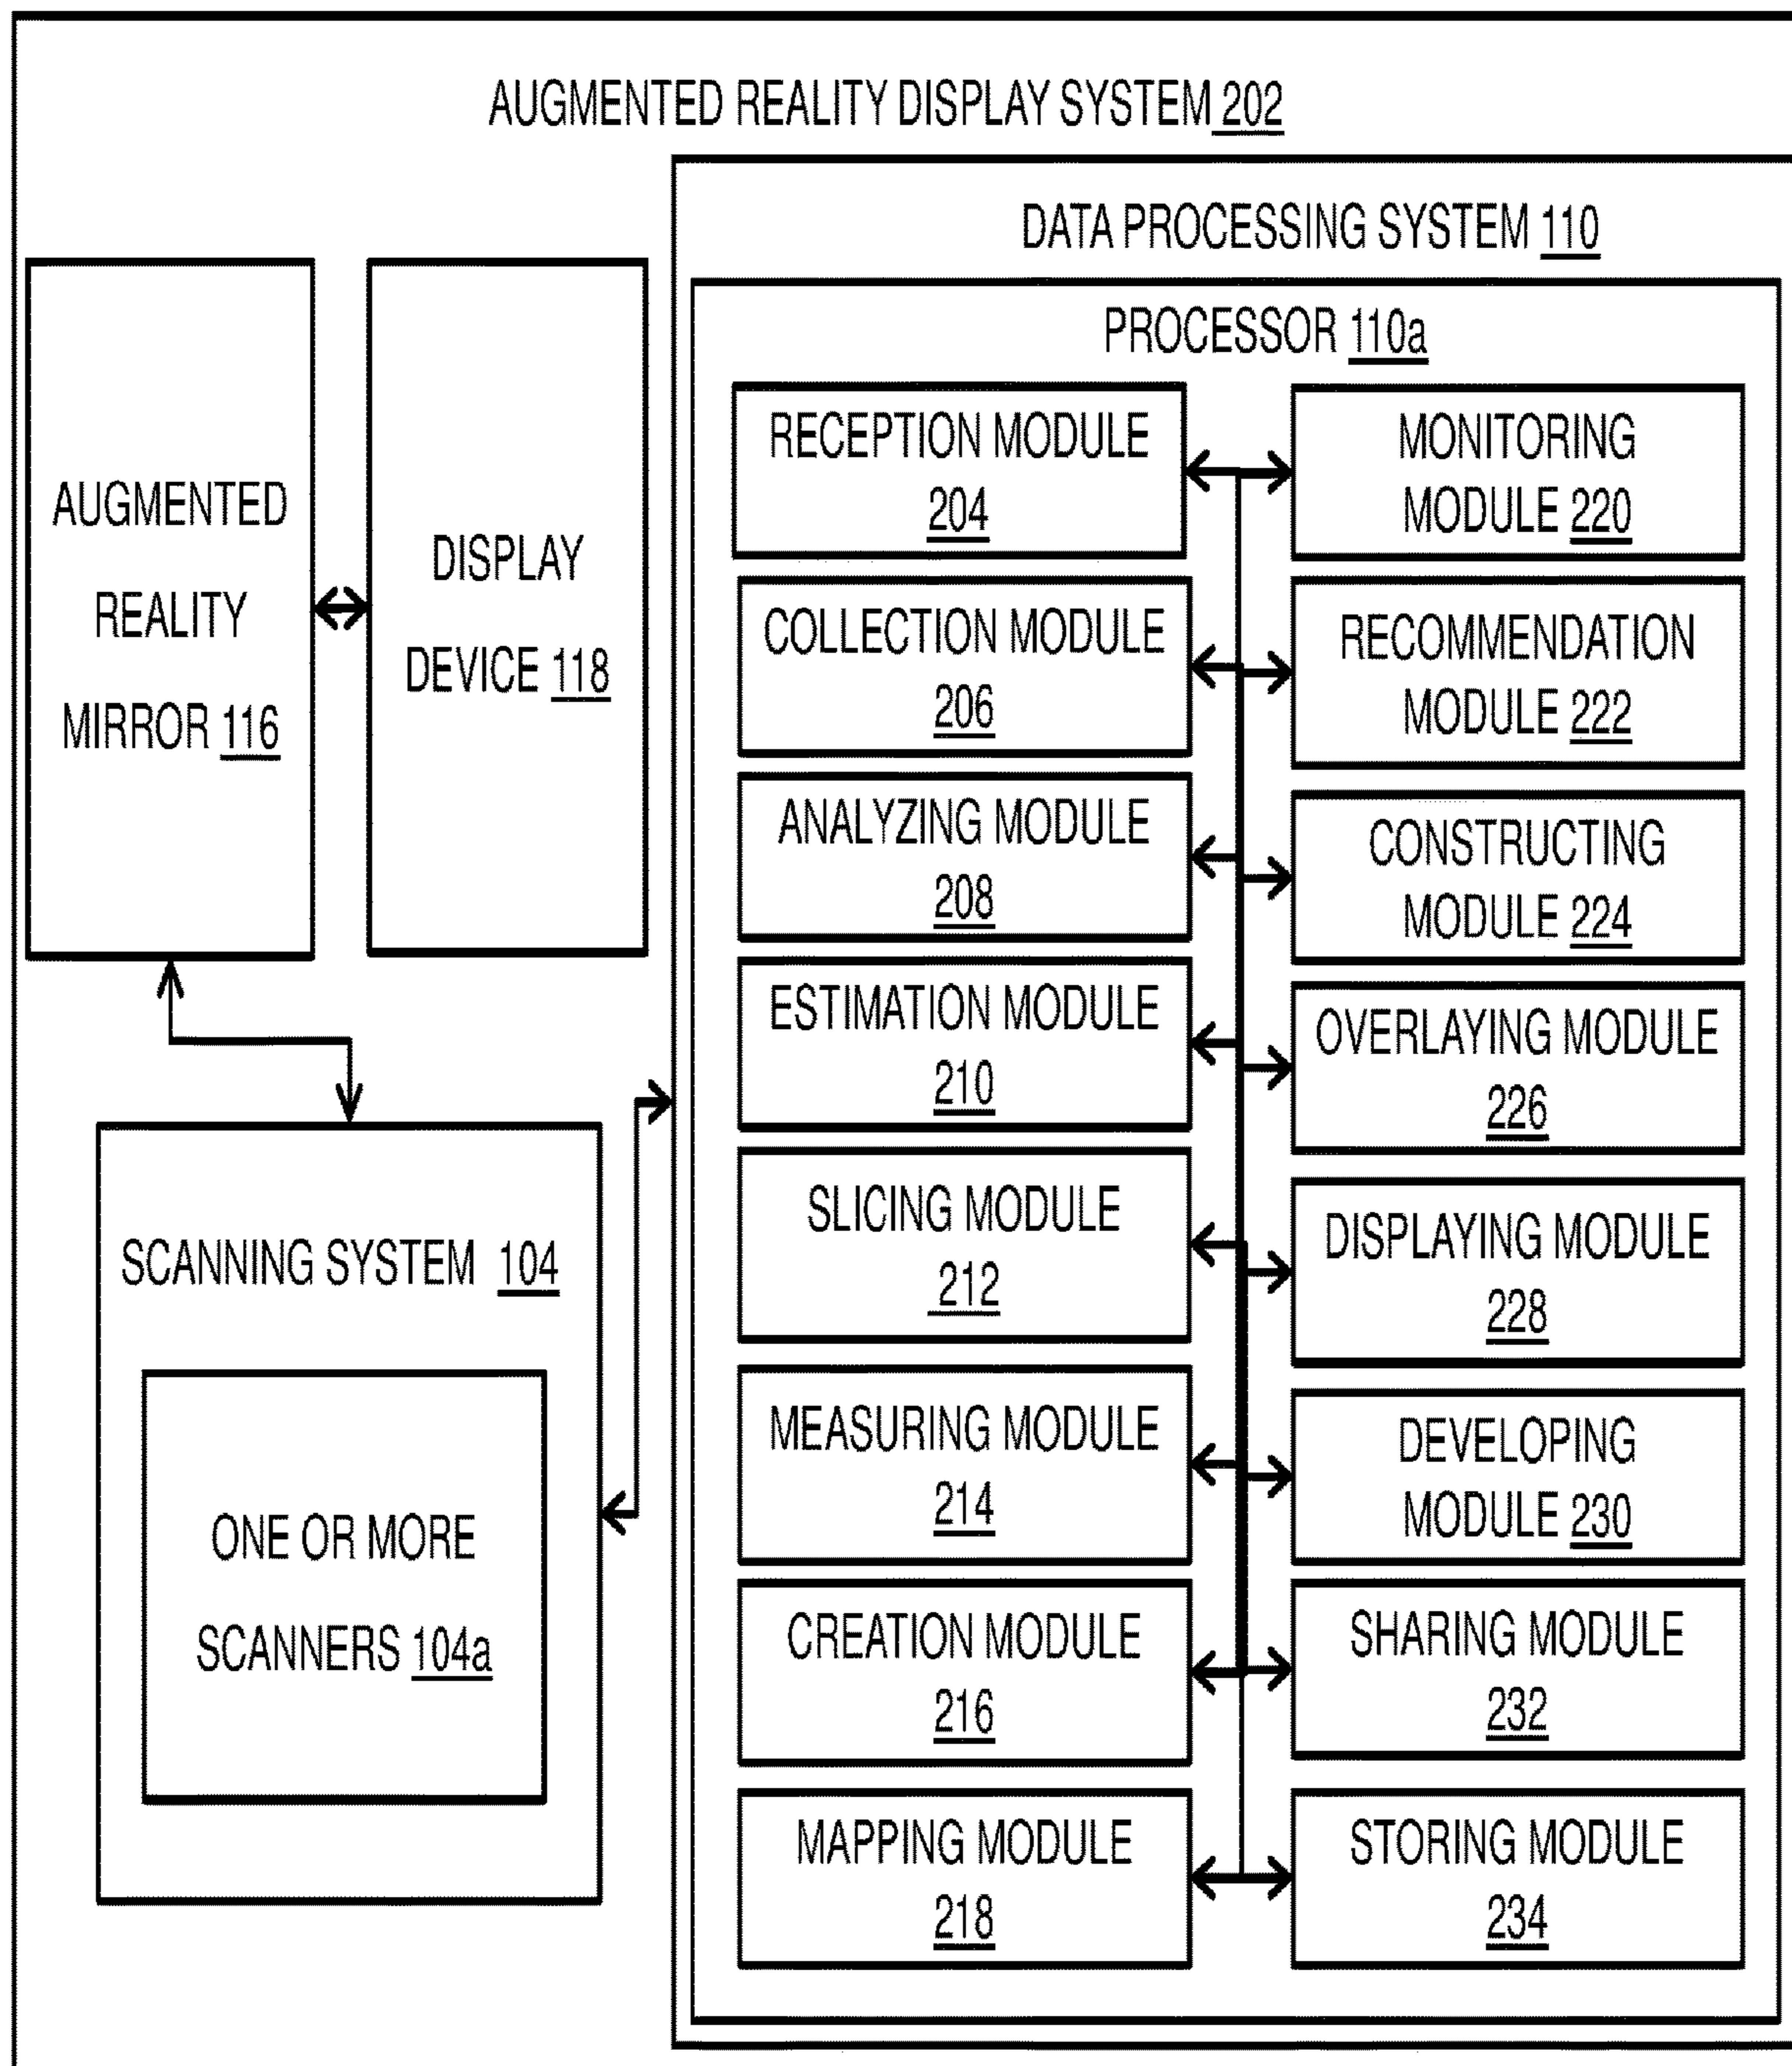 AUGMENTED REALITY DISPLAY SYSTEM 202
DATA PROCESSING SYSTEM 110
PROCESSOR 110a
AUGMENTED
REALITY
MIRROR 116
DISPLAY
DEVICE 118
SCANNING SYSTEM 104
ONE OR MORE
SCANNERS 104a
RECEPTION MODULE
204
COLLECTION MODULE
206
ANALYZING MODULE
208
ESTIMATION MODULE
210
SLICING MODULE
212
MEASURING MODULE
214
CREATION MODULE
216
MAPPING MODULE
218
MONITORING
MODULE 220
RECOMMENDATION
MODULE 222
CONSTRUCTING
MODULE 224
OVERLAYING MODULE
226
DISPLAYING MODULE
228
DEVELOPING
MODULE 230
SHARING MODULE
232
STORING MODULE
234